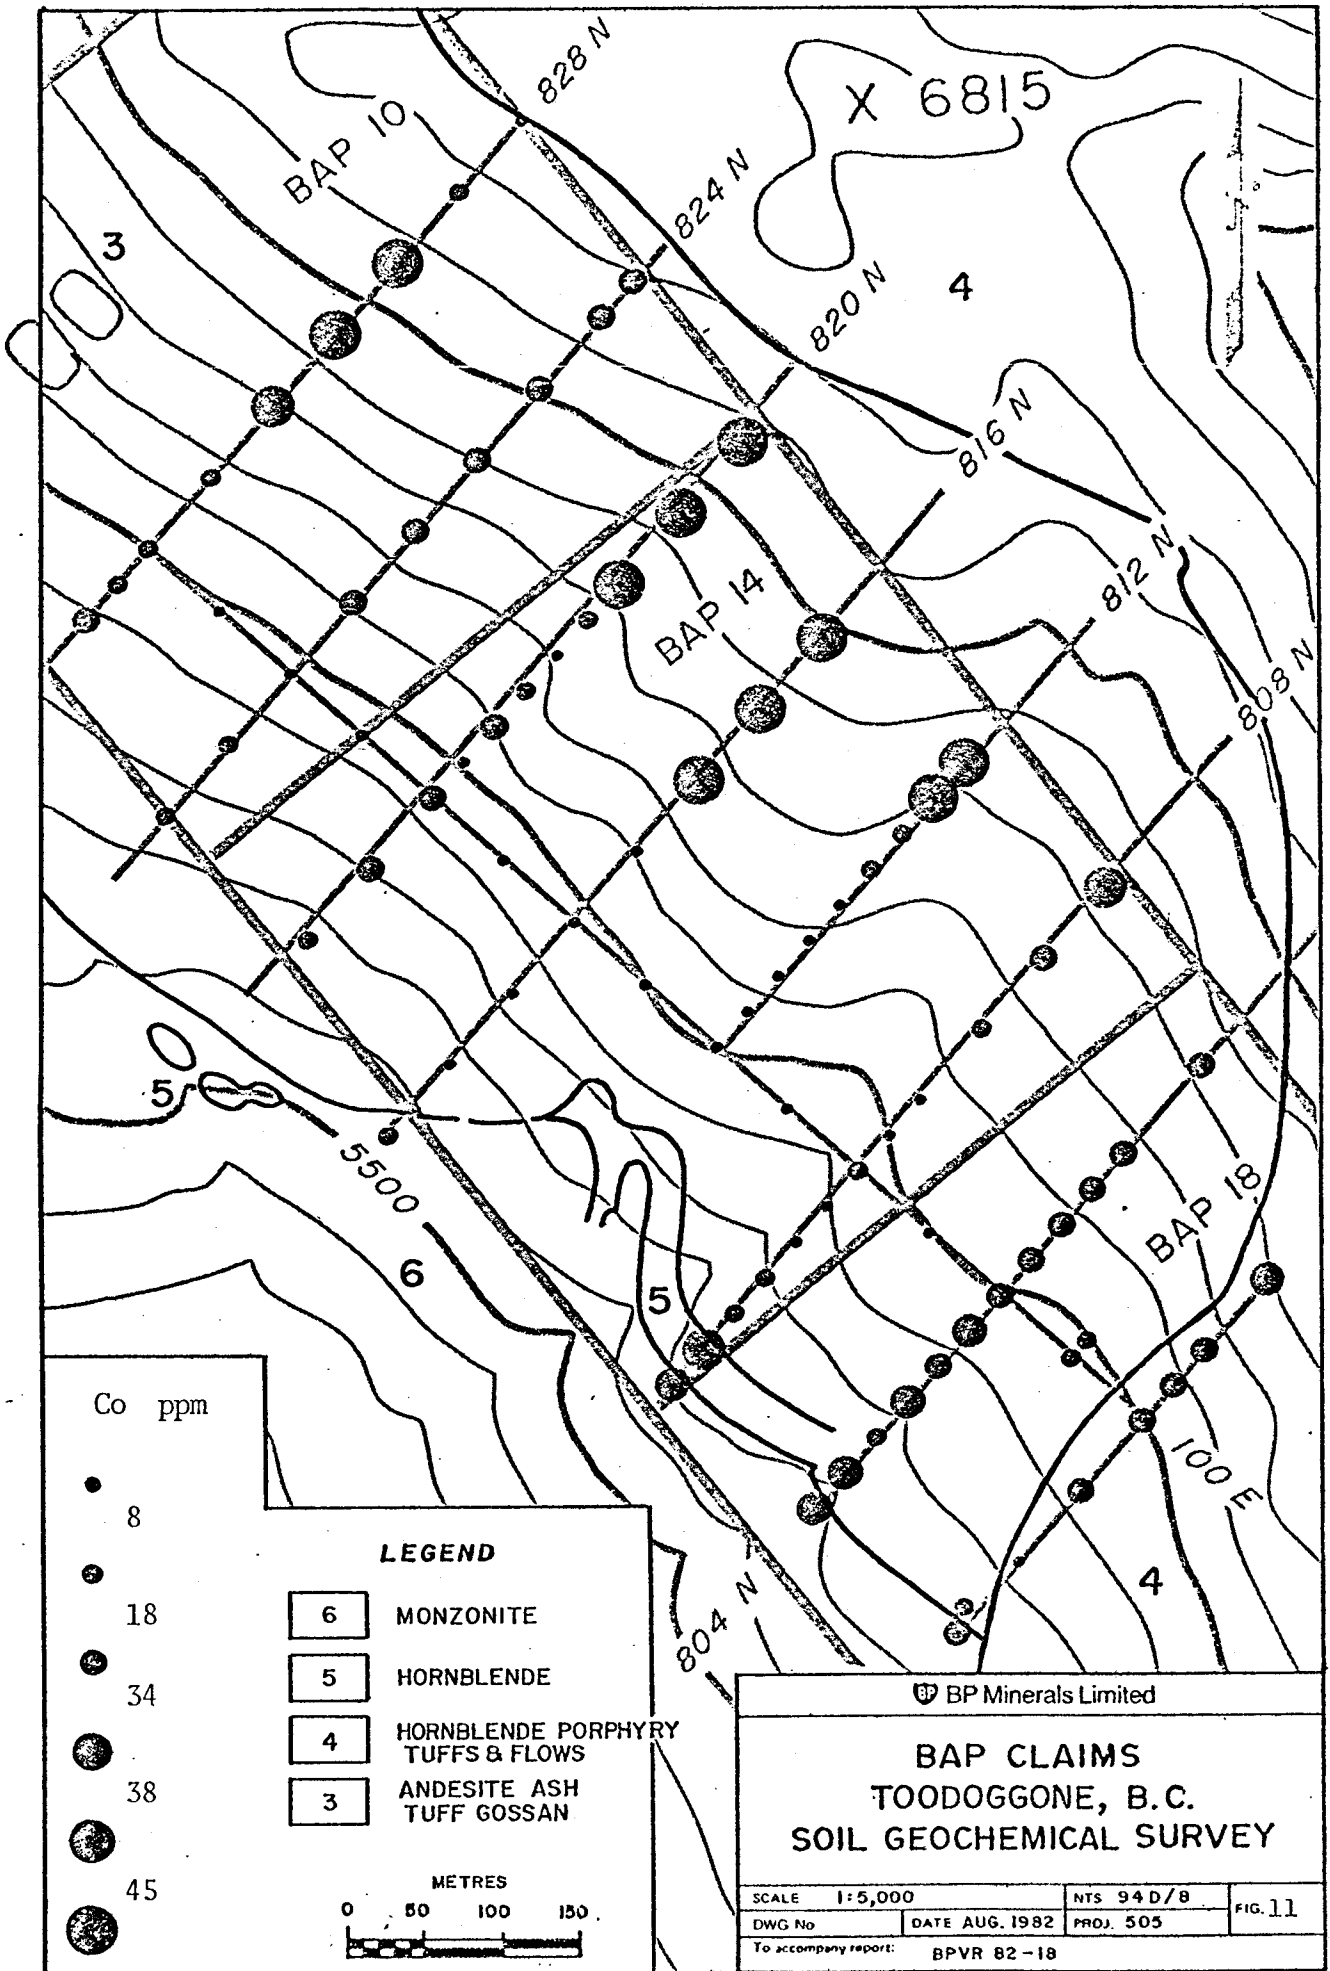 828 N
X 6815
BAP 10
824 N
3
820 N
4
816 N
BAP 14
812 N
808 N
5
5500
BAP 18
6
5
100 E
4
804 N
Co ppm
8
18
34
38
45
LEGEND
6 MONZONITE
5 HORNBLENDE
4 HORNBLENDE PORPHYRY
TUFFS & FLOWS
3 ANDESITE ASH
TUFF GOSSAN
METRES
0 50 100 150
BP BP Minerals Limited
BAP CLAIMS
TOODOGGONE, B.C.
SOIL GEOCHEMICAL SURVEY
SCALE 1:5,000 NTS 94 D/8 FIG. 11
DWG No DATE AUG. 1982 PROJ. 505
To accompany report: BPVR 82-18